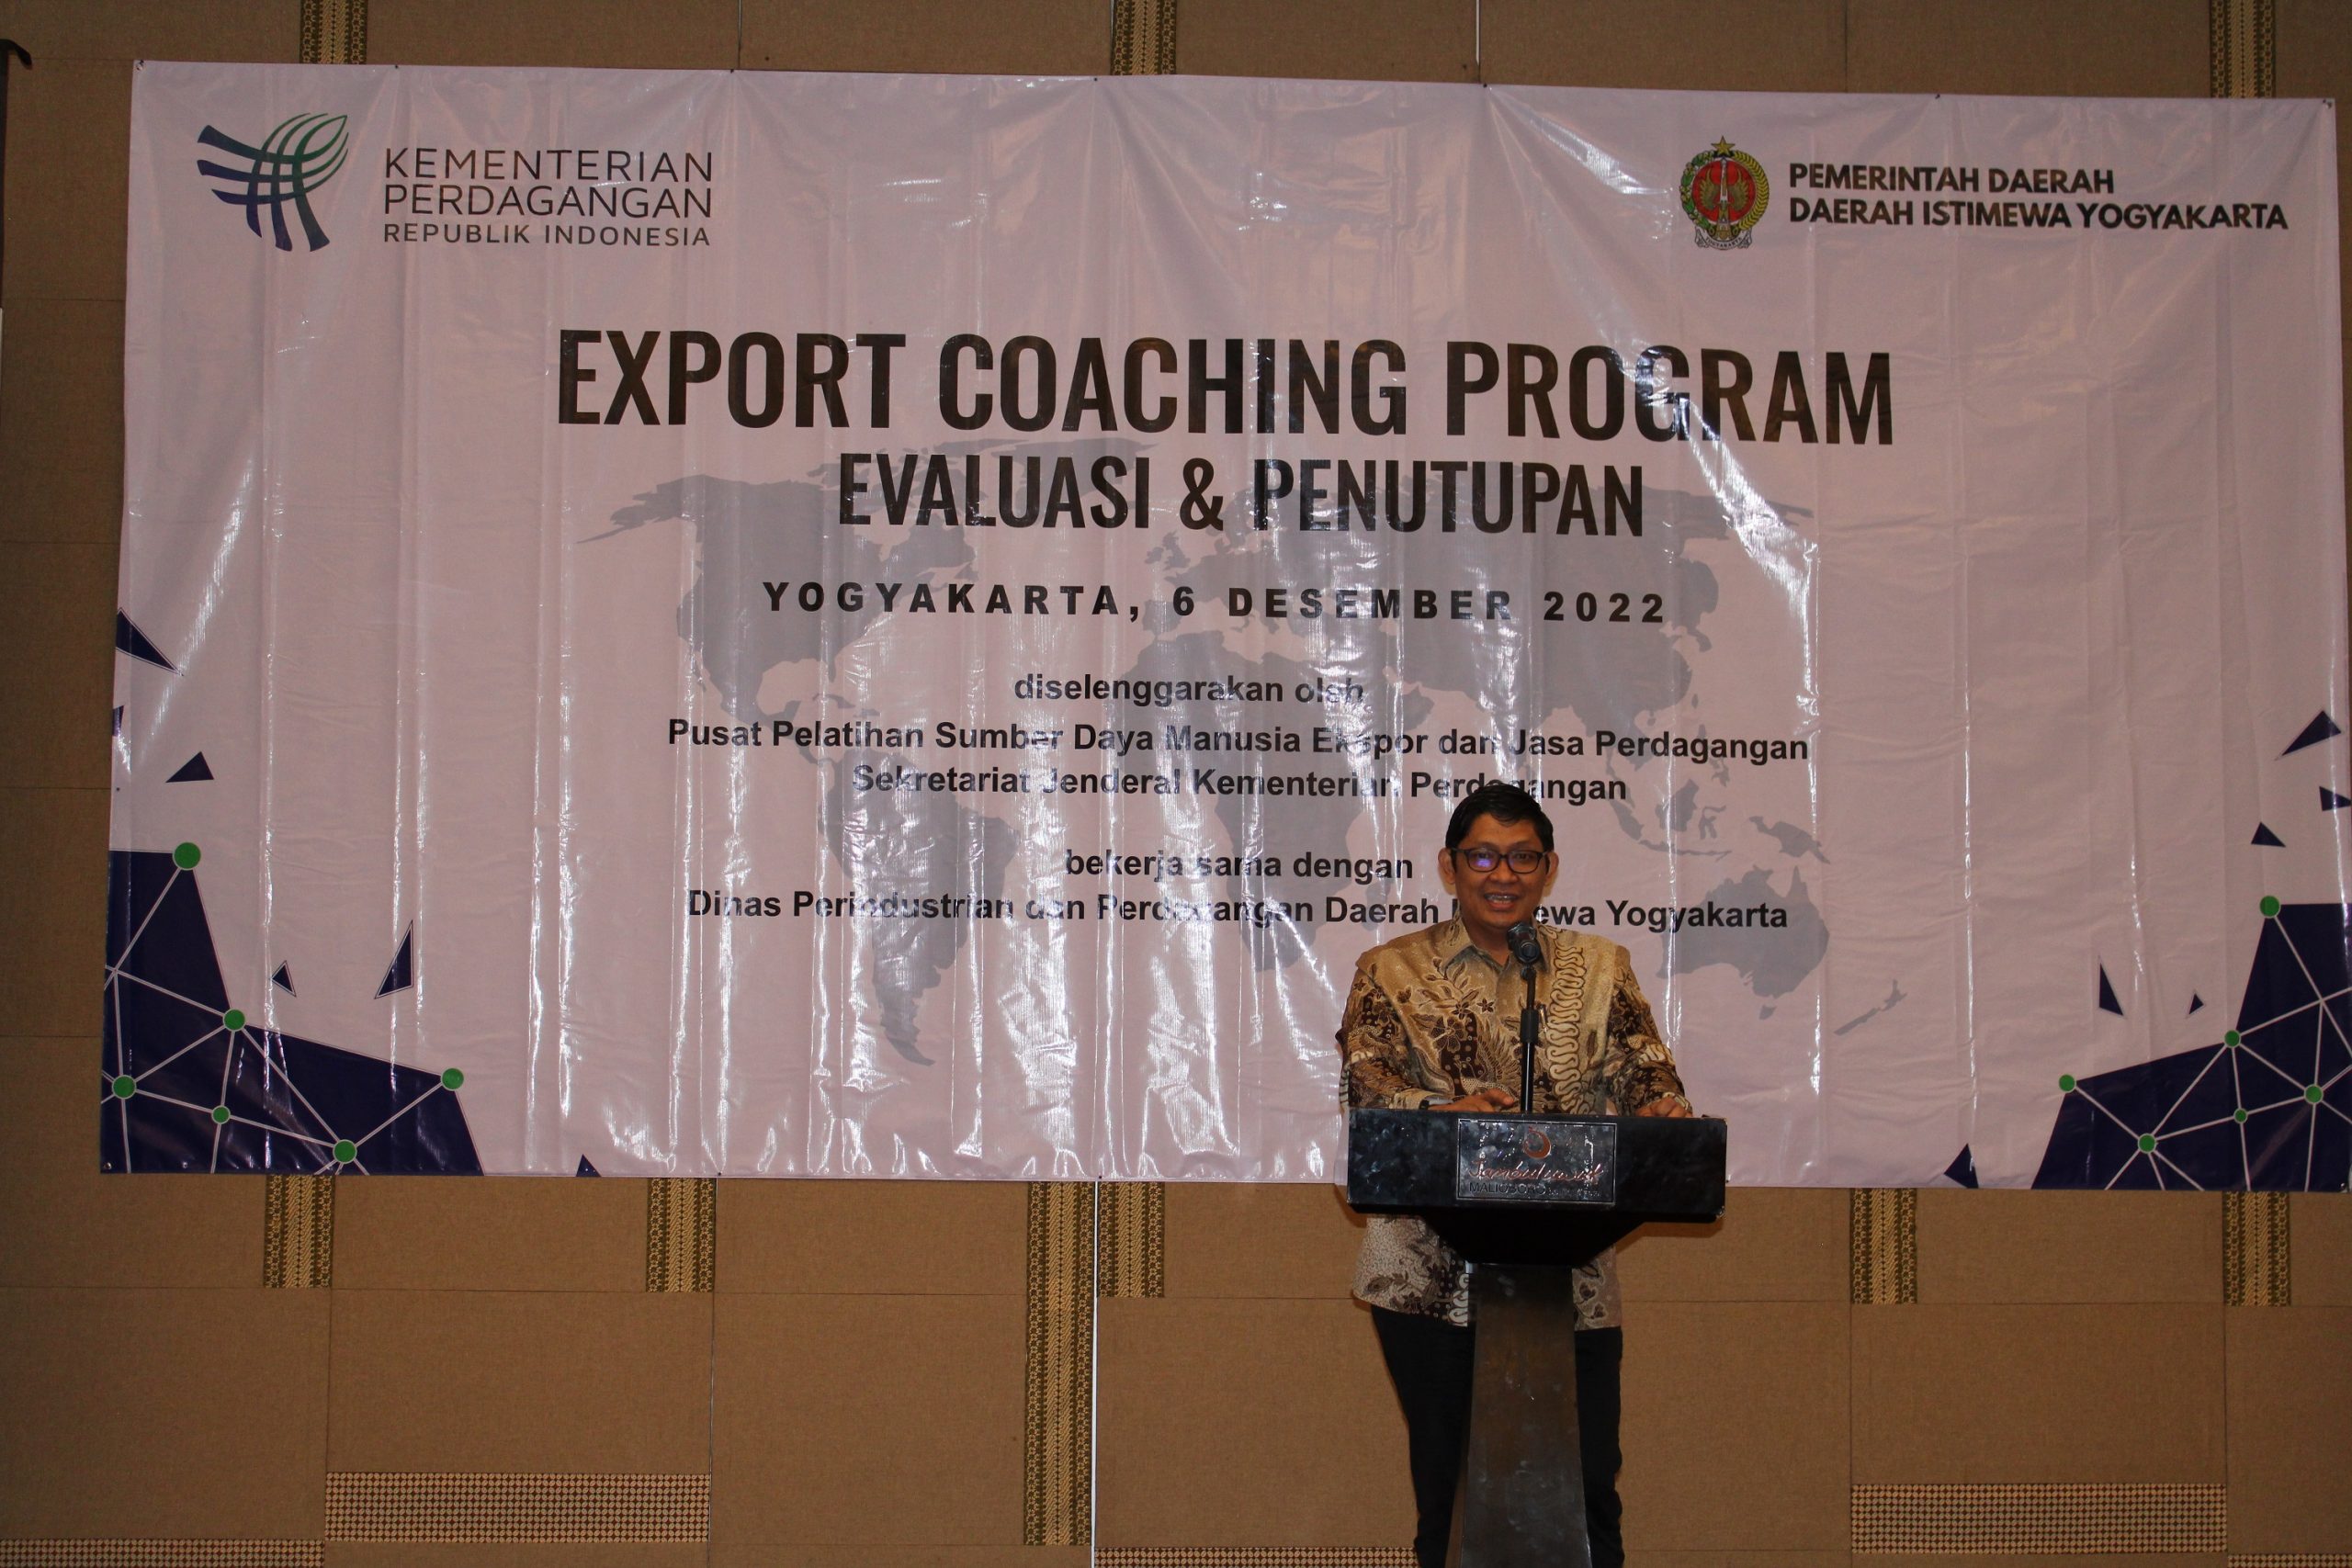 KEMENTERIAN
PERDAGANGAN
REPUBLIK INDONESIA
PEMERINTAH DAERAH
DAERAH ISTIMEWA YOGYAKARTA
EXPORT COACHING PROGRAM
EVALUASI & PENUTUPAN
YOGYAKARTA, 6 DESEMBER 2022
diselenggarakan oleh
Pusat Pelatihan Sumber Daya Manusia Ekspor dan Jasa Perdagangan
Sekretariat Jenderal Kementerian Perdagangan
bekerja sama dengan
Dinas Perindustrian dan Perdagangan Daerah Yogyakarta
MALIOBORO